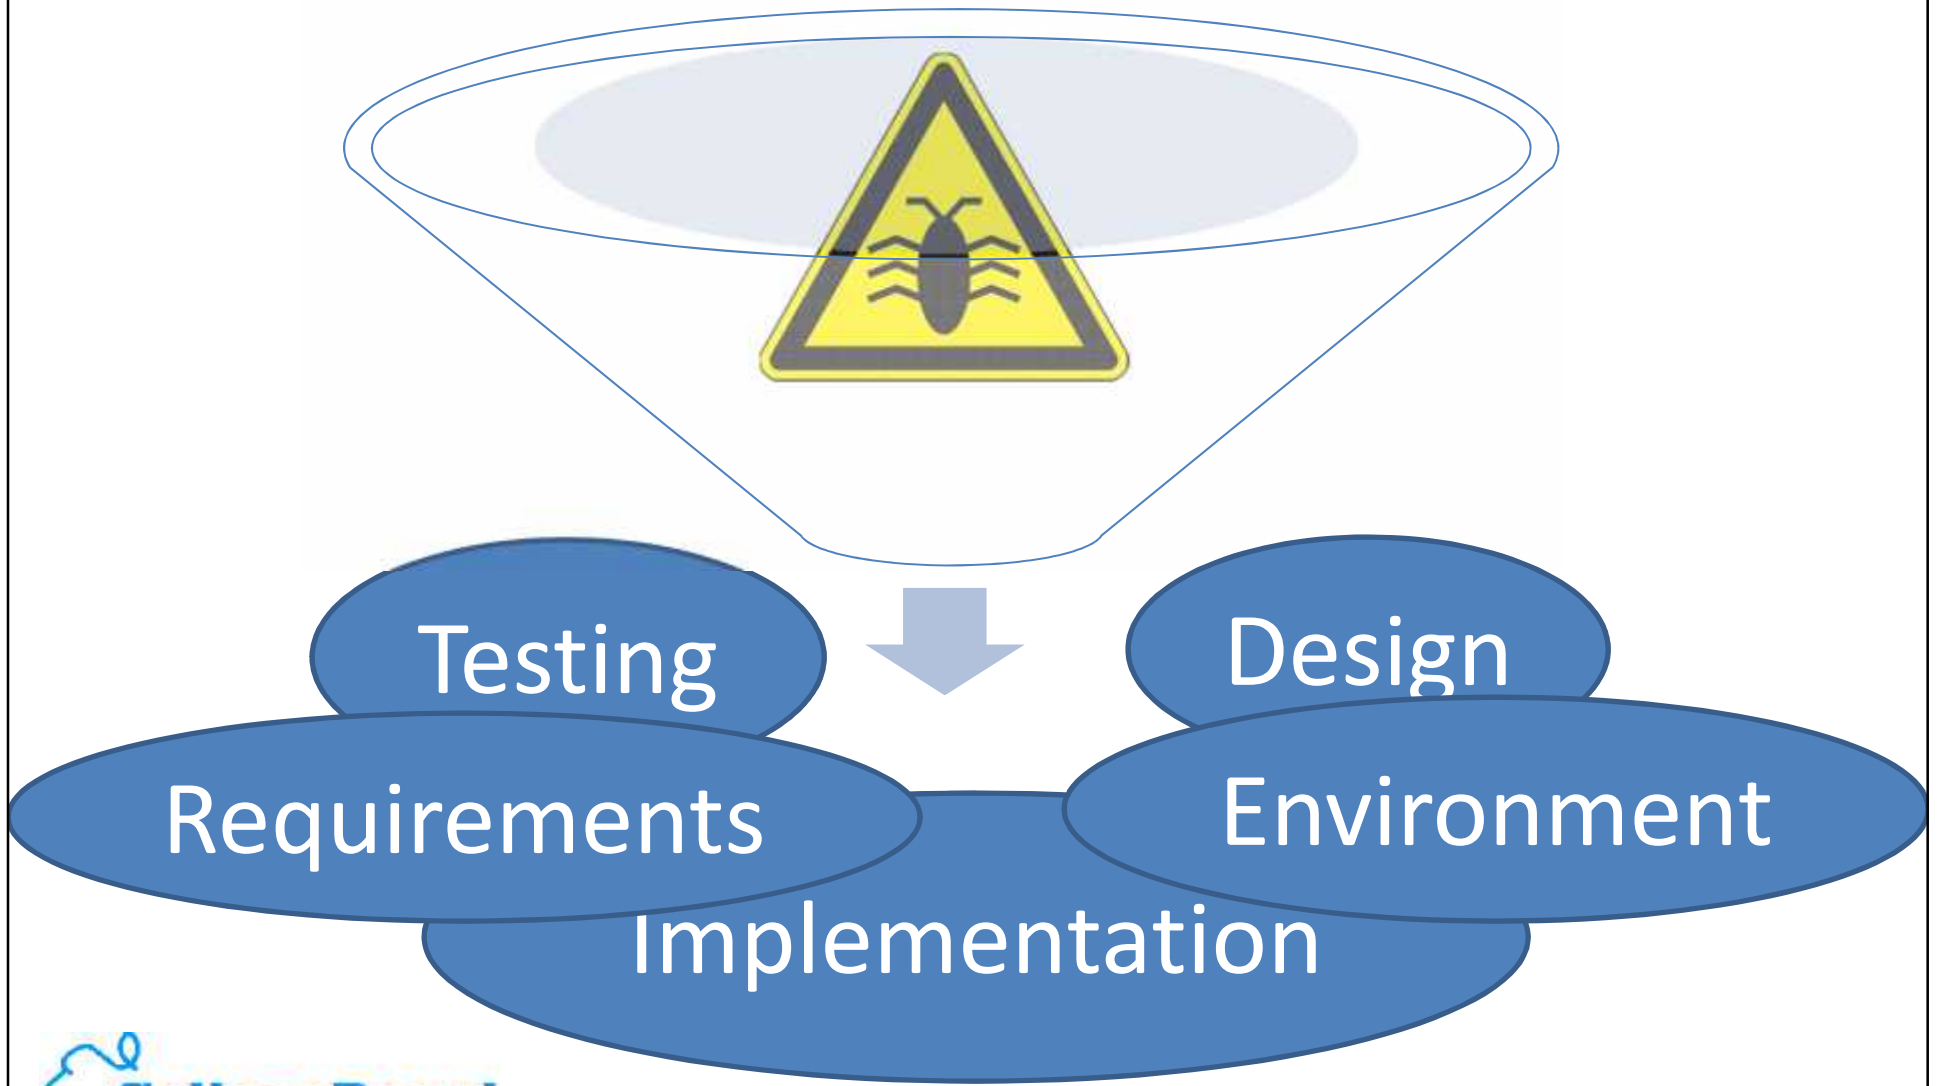 Testing
Design
Requirements
Environment
Implementation